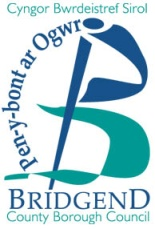 Cyngor Bwrdeistref Sirol
Pen-y-bont ar Ogwr
BRIDGEND
County Borough Council